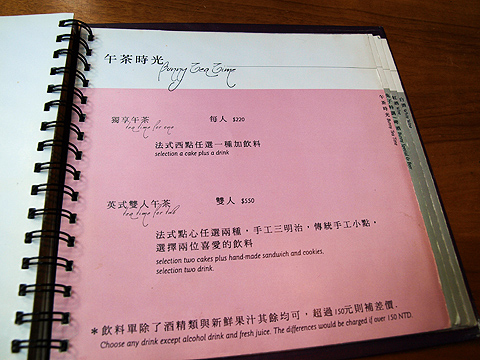 午茶時光
Bunny Tea Time
獨享午茶 每人 $220
tea time for one
法式西點任選一種加飲料
selection a cake plus a drink
英式雙人午茶 雙人 $550
tea time for two
法式點心任選兩種，手工三明治，傳統手工小點，
選擇兩位喜愛的飲料
selection two cakes plus hand-made sandwich and cookies,
selection two drink.
＊飲料單除了酒精類與新鮮果汁其餘均可，超過150元則補差價.
Choose any drink except alcohol drink and fresh juice. The differences would be charged if over 150 NTD.
午茶時光